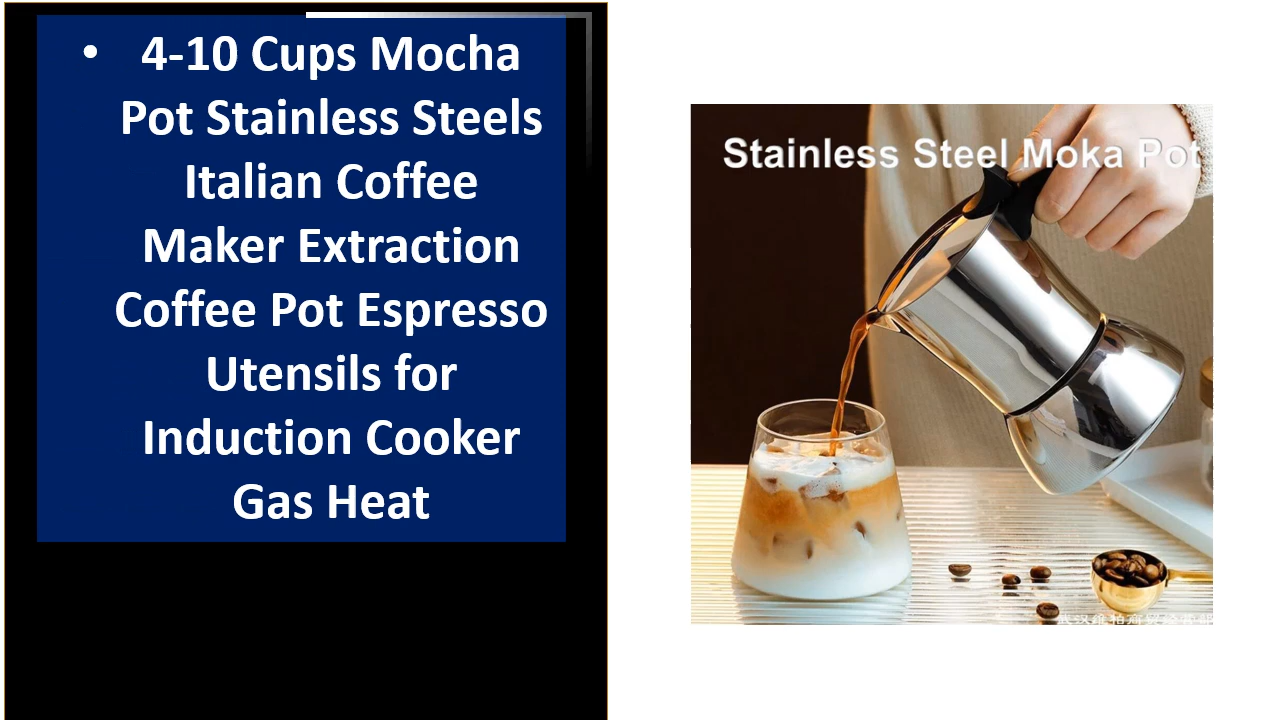 • 4-10 Cups Mocha
Pot Stainless Steels
Italian Coffee
Maker Extraction
Coffee Pot Espresso
Utensils for
Induction Cooker
Gas Heat
Stainless Steel Moka Pot